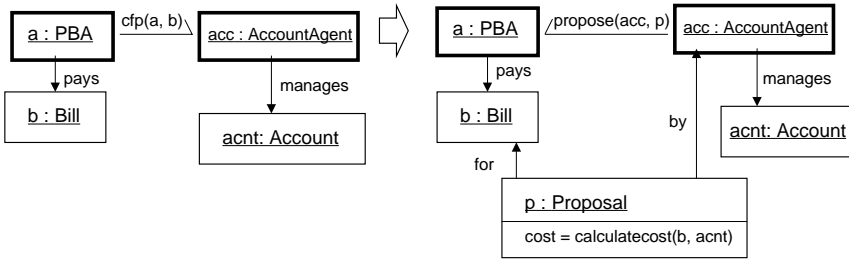 a : PBA
cfp(a, b)
acc : AccountAgent
pays
manages
b : Bill
acnt: Account
a : PBA
propose(acc, p)
acc : AccountAgent
pays
manages
b : Bill
by
acnt: Account
for
p : Proposal
cost = calculatecost(b, acnt)